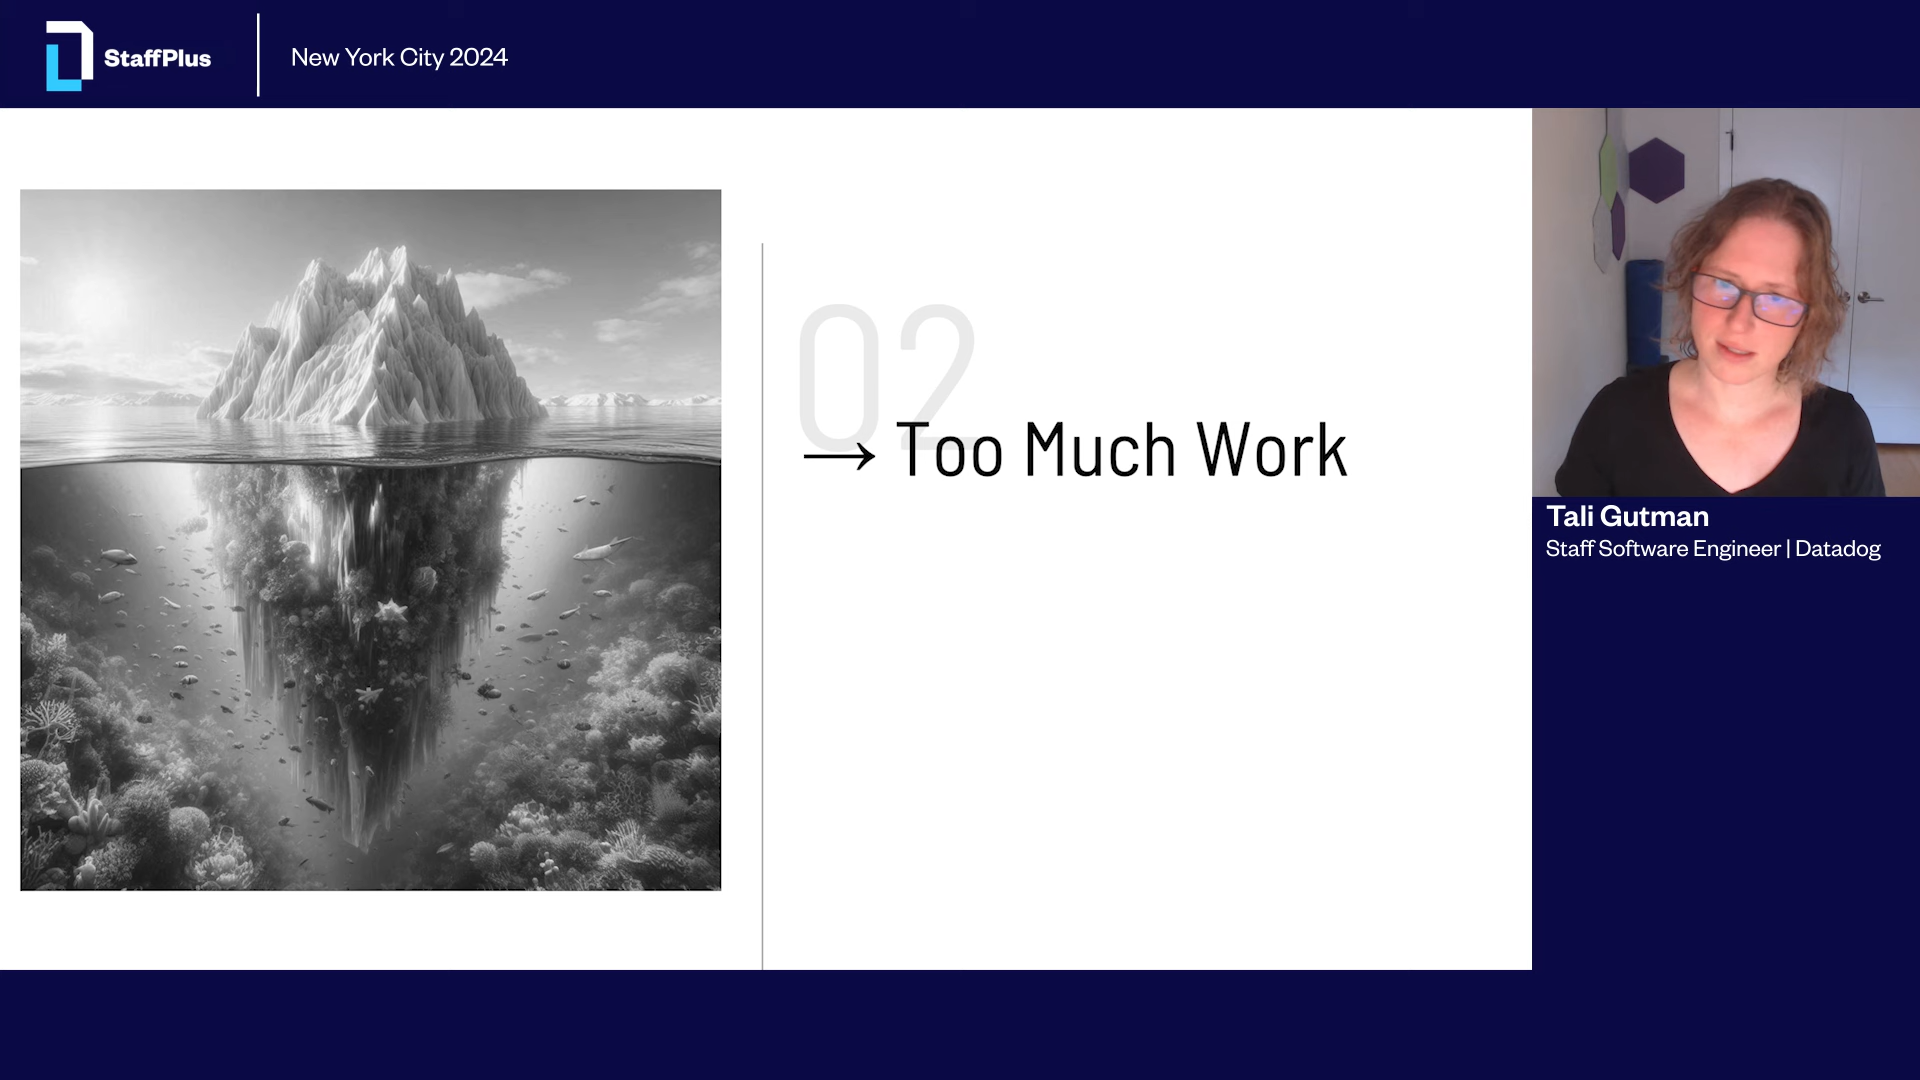 StaffPlus
New York City 2024
02
→ Too Much Work
Tali Gutman
Staff Software Engineer | Datadog